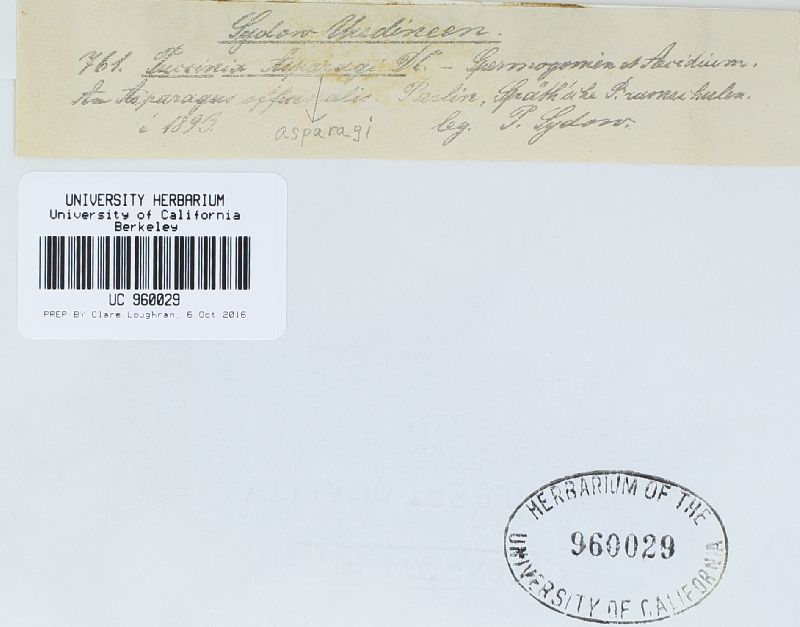 Sydow Uredineen.
761. Puccinia Asparagi DC. – Spermogonien et Aecidium.
An Asparagus officinalis. Berlin, Späth'sche Baumschulen.
asparagi leg. P. Sydow.
UNIVERSITY HERBARIUM
University of California
Berkeley
UC 960029
PREP BY Clare Loughran, 6 Oct 2016
HERBARIUM OF THE
960029
UNIVERSITY OF CALIFORNIA